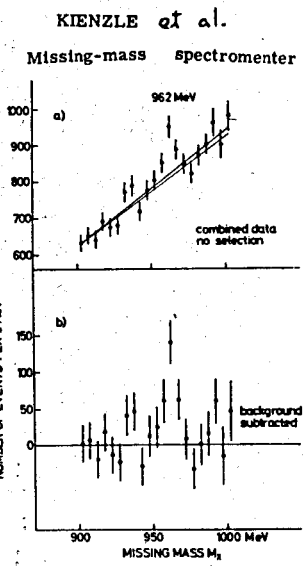 KIENZLE et al.
Missing-mass spectromenter
a)
962 MeV
1000
900
800
700
600
combined data
no selection
b)
150
100
50
0
background
subtracted
900 950 1000 MeV
MISSING MASS Mx